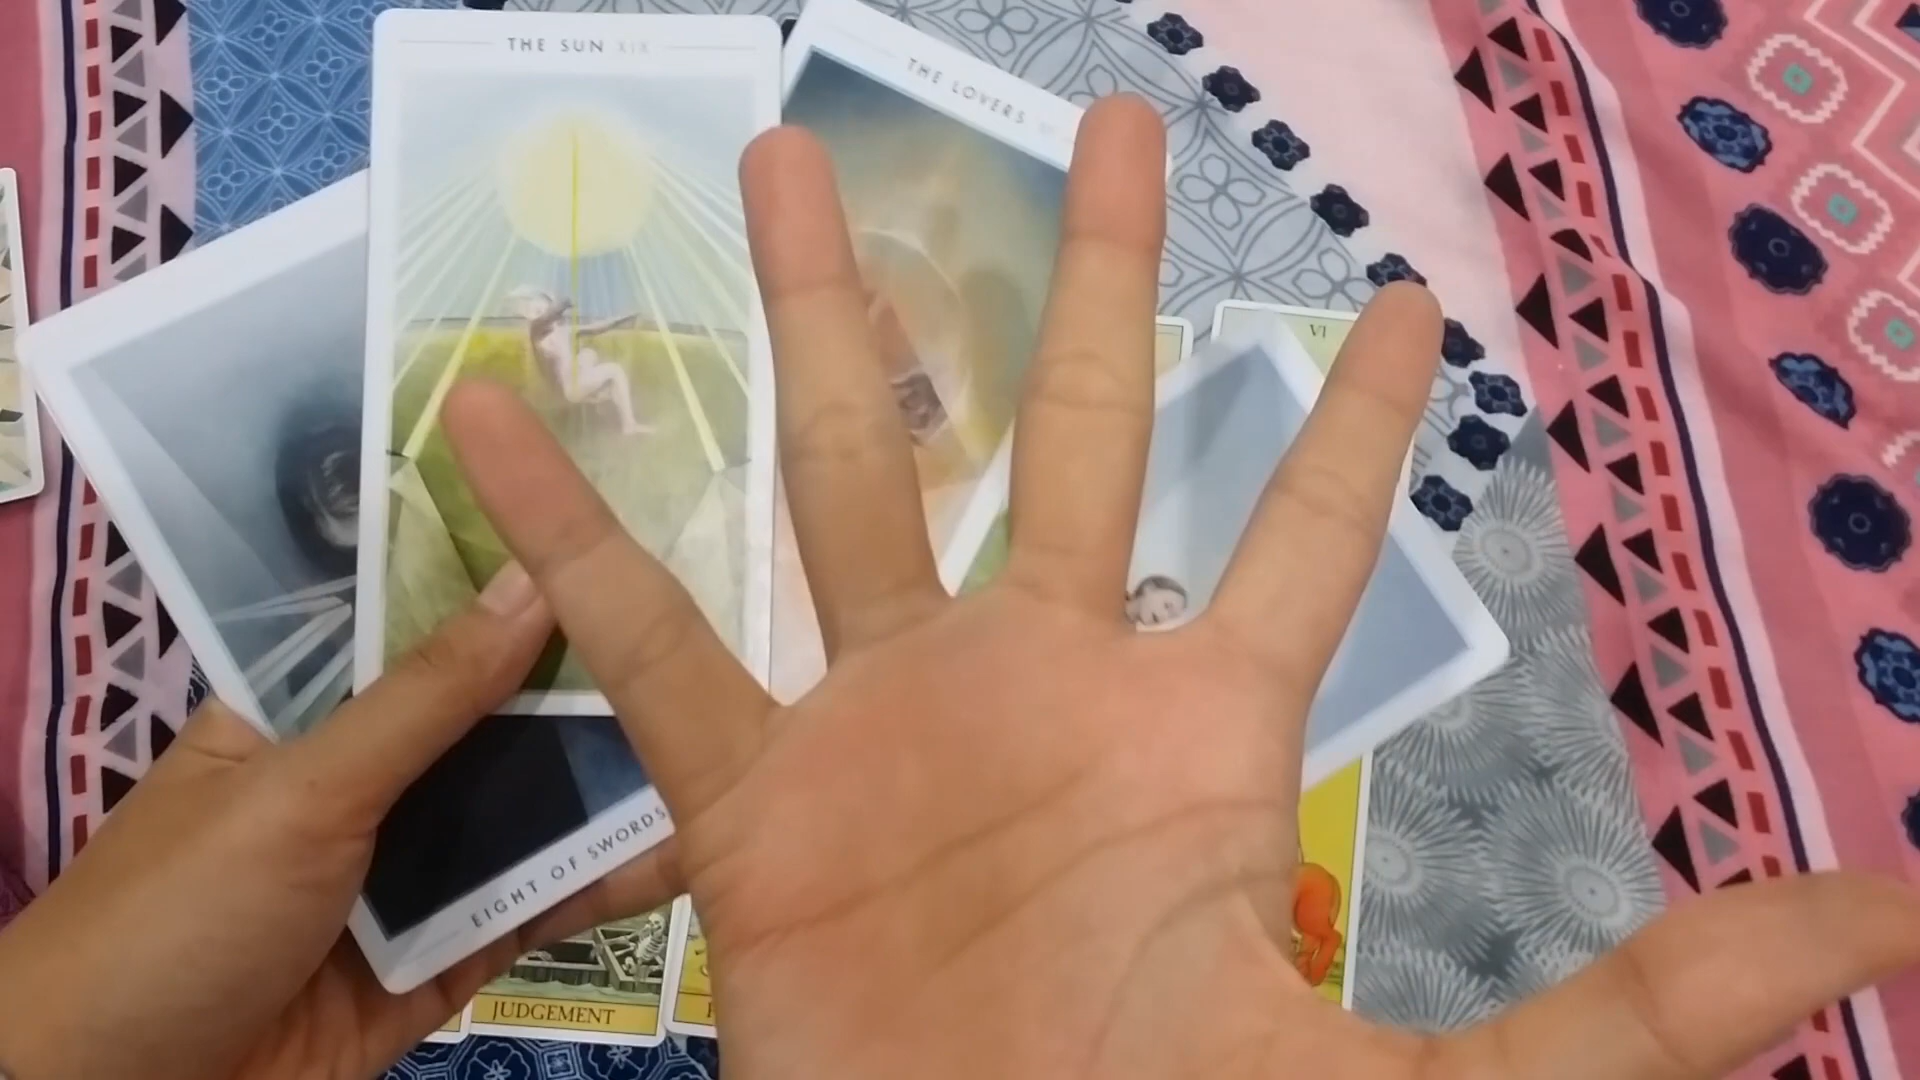 THE SUN XIX
THE LOVERS
VI
EIGHT OF SWORDS
JUDGEMENT